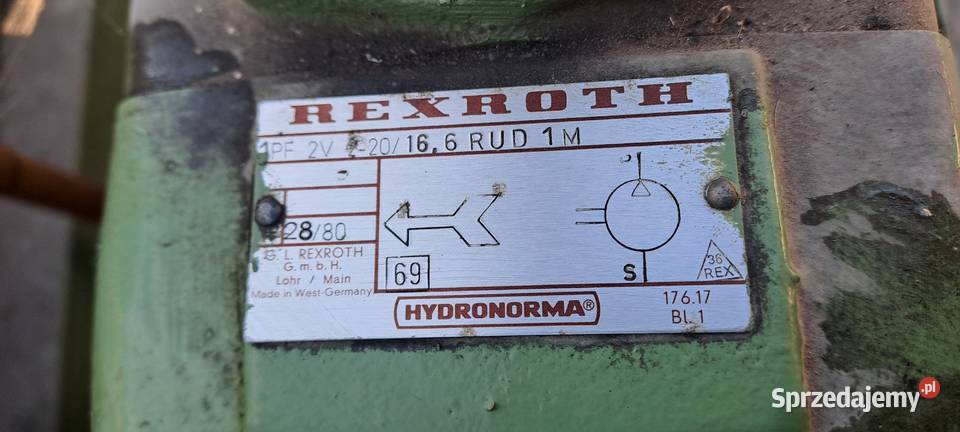 REXROTH
1PF 2V 2-20/16,6 RUD 1M
28/80
G. L. REXROTH
G.m.b.H.
Lohr / Main
Made in West-Germany
69
S
36
REX
HYDRONORMA®
176.17
Bl. 1
Sprzedajemy.pl